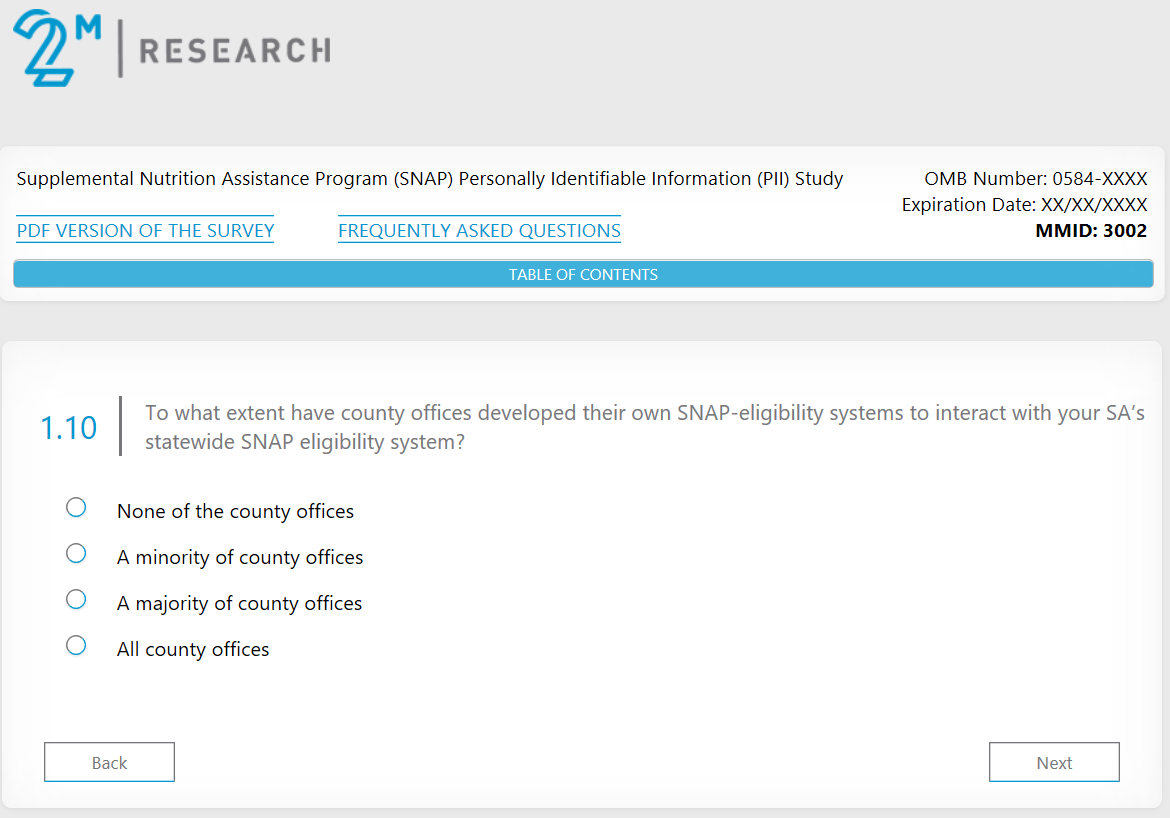 2M RESEARCH
Supplemental Nutrition Assistance Program (SNAP) Personally Identifiable Information (PII) Study
OMB Number: 0584-XXXX
Expiration Date: XX/XX/XXXX
MMID: 3002
PDF VERSION OF THE SURVEY
FREQUENTLY ASKED QUESTIONS
TABLE OF CONTENTS
1.10
To what extent have county offices developed their own SNAP-eligibility systems to interact with your SA’s
statewide SNAP eligibility system?
None of the county offices
A minority of county offices
A majority of county offices
All county offices
Back
Next